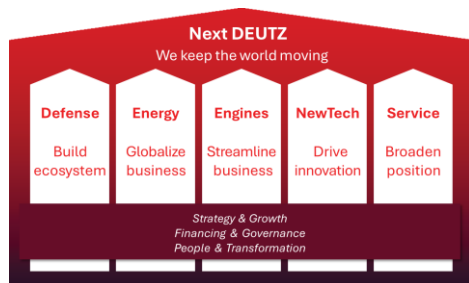 Next DEUTZ
We keep the world moving
Defense
Build
ecosystem
Energy
Globalize
business
Engines
Streamline
business
NewTech
Drive
innovation
Service
Broaden
position
Strategy & Growth
Financing & Governance
People & Transformation